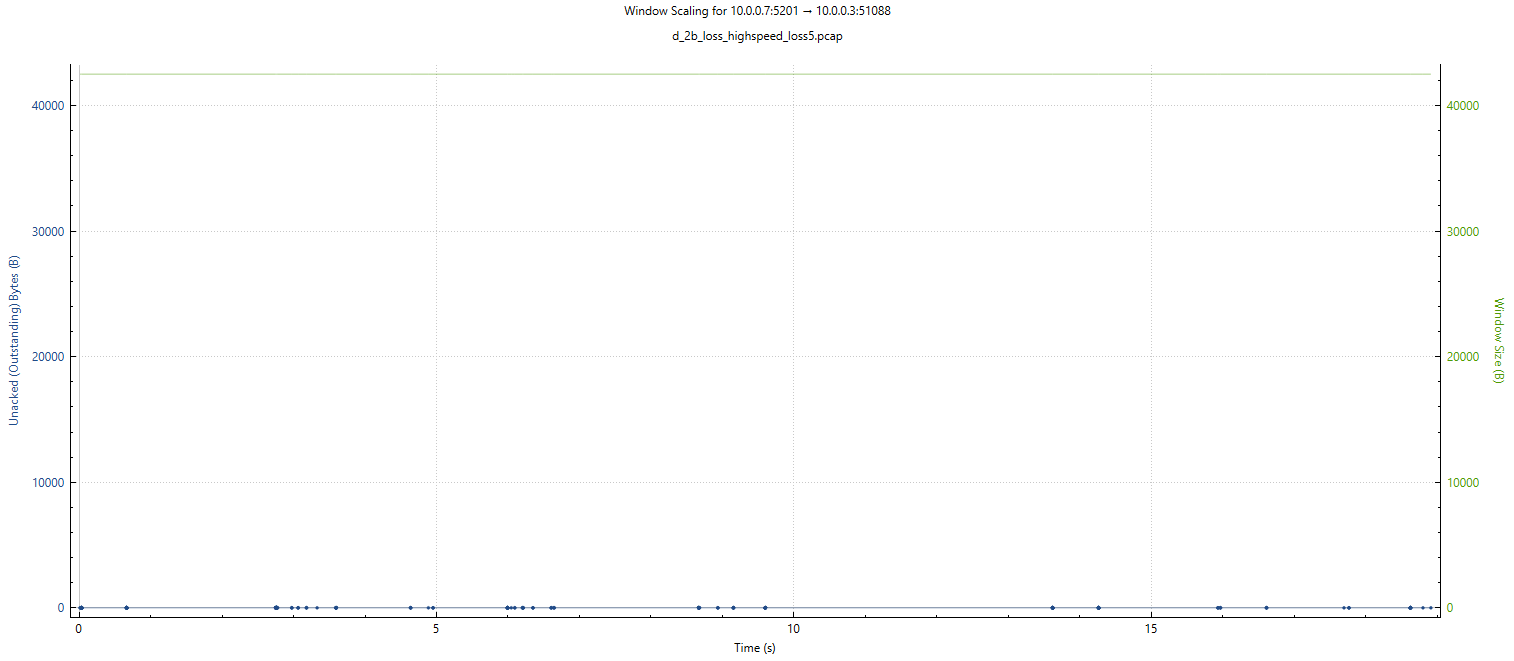 Window Scaling for 10.0.0.7:5201 → 10.0.0.3:51088
d_2b_loss_highspeed_loss5.pcap
Unacked (Outstanding) Bytes (B)
40000
30000
20000
10000
0
40000
30000
20000
10000
0
Window Size (B)
0 5 10 15
Time (s)